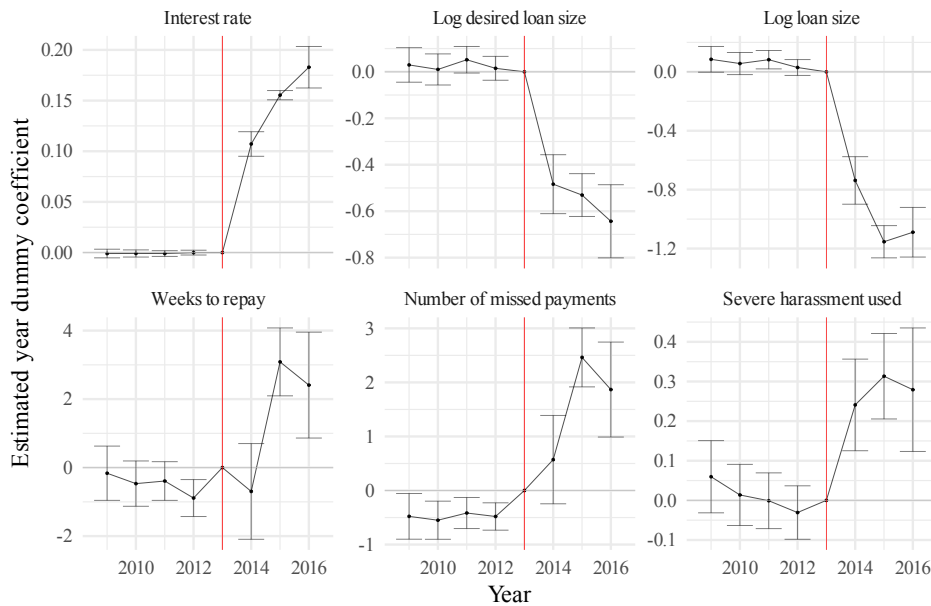 Interest rate
Log desired loan size
Log loan size
0.20
0.15
0.10
0.05
0.00
0.0
-0.2
-0.4
-0.6
-0.8
0.0
-0.4
-0.8
-1.2
Estimated year dummy coefficient
Weeks to repay
Number of missed payments
Severe harassment used
4
2
0
-2
3
2
1
0
-1
0.4
0.3
0.2
0.1
0.0
-0.1
2010 2012 2014 2016
2010 2012 2014 2016
2010 2012 2014 2016
Year